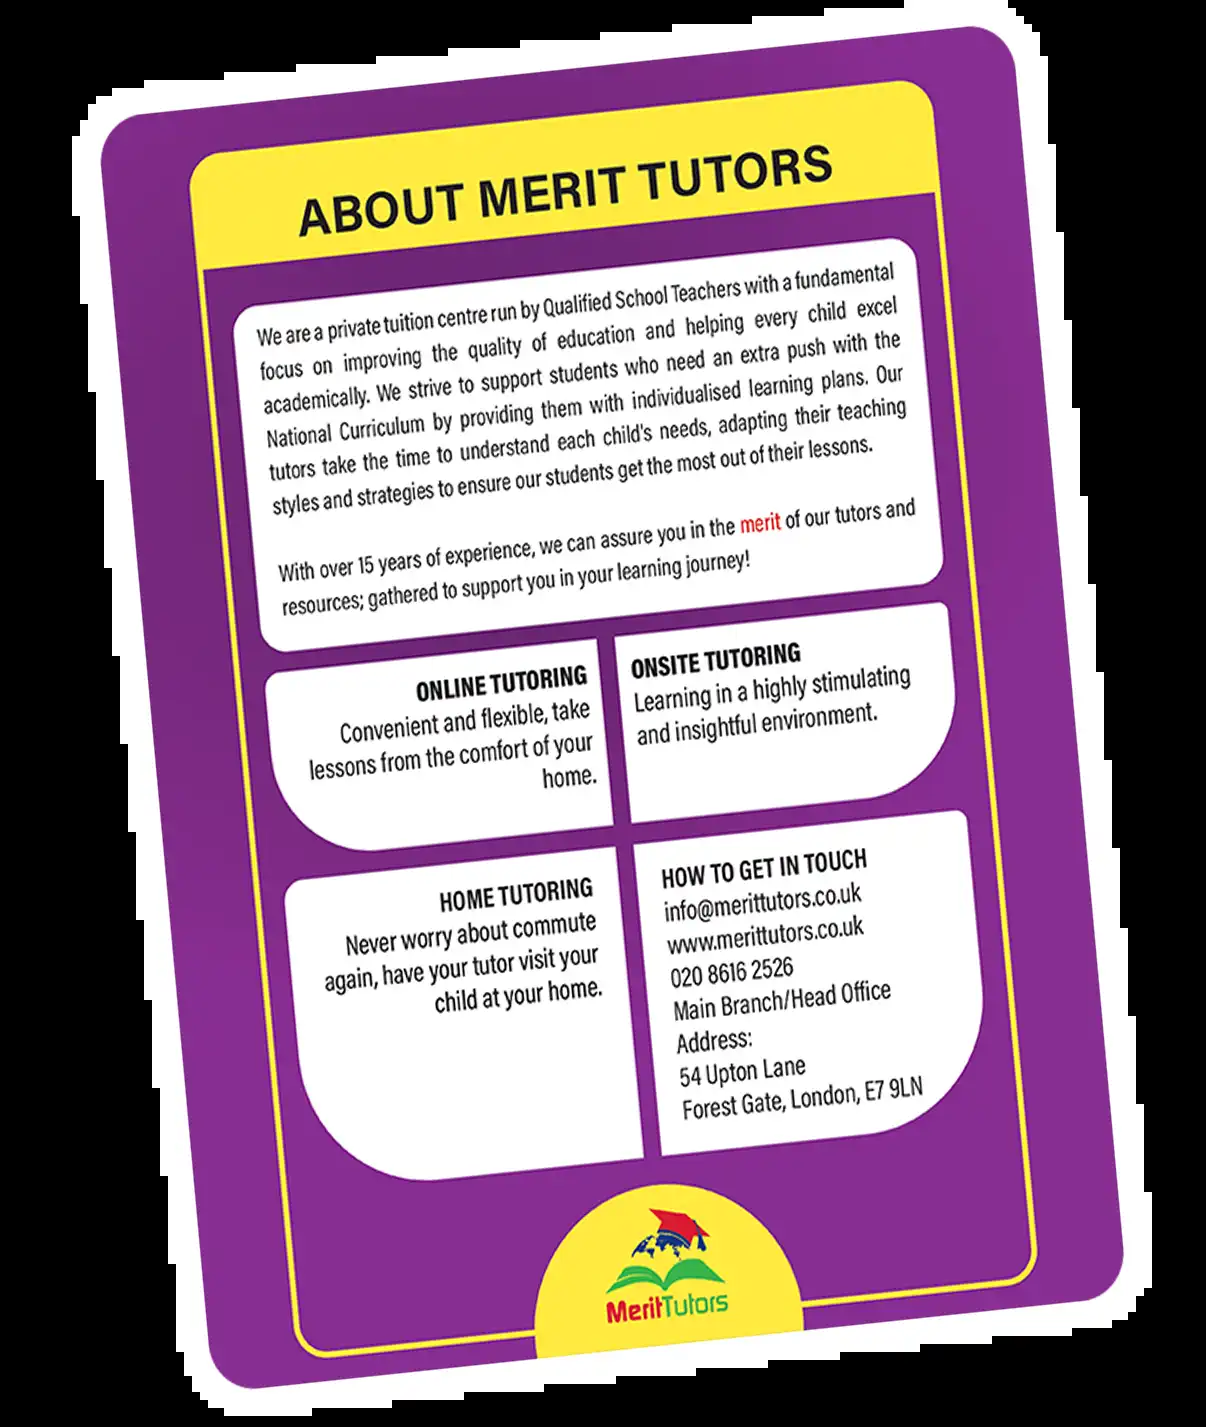 ABOUT MERIT TUTORS
We are a private tuition centre run by Qualified School Teachers with a fundamental
focus on improving the quality of education and helping every child excel
academically. We strive to support students who need an extra push with the
National Curriculum by providing them with individualised learning plans. Our
tutors take the time to understand each child's needs, adapting their teaching
styles and strategies to ensure our students get the most out of their lessons.
With over 15 years of experience, we can assure you in the merit of our tutors and
resources; gathered to support you in your learning journey!
ONLINE TUTORING
Convenient and flexible, take
lessons from the comfort of your
home.
ONSITE TUTORING
Learning in a highly stimulating
and insightful environment.
HOME TUTORING
Never worry about commute
again, have your tutor visit your
child at your home.
HOW TO GET IN TOUCH
info@merittutors.co.uk
www.merittutors.co.uk
020 8616 2526
Main Branch/Head Office
Address:
54 Upton Lane
Forest Gate, London, E7 9LN
MeritTutors